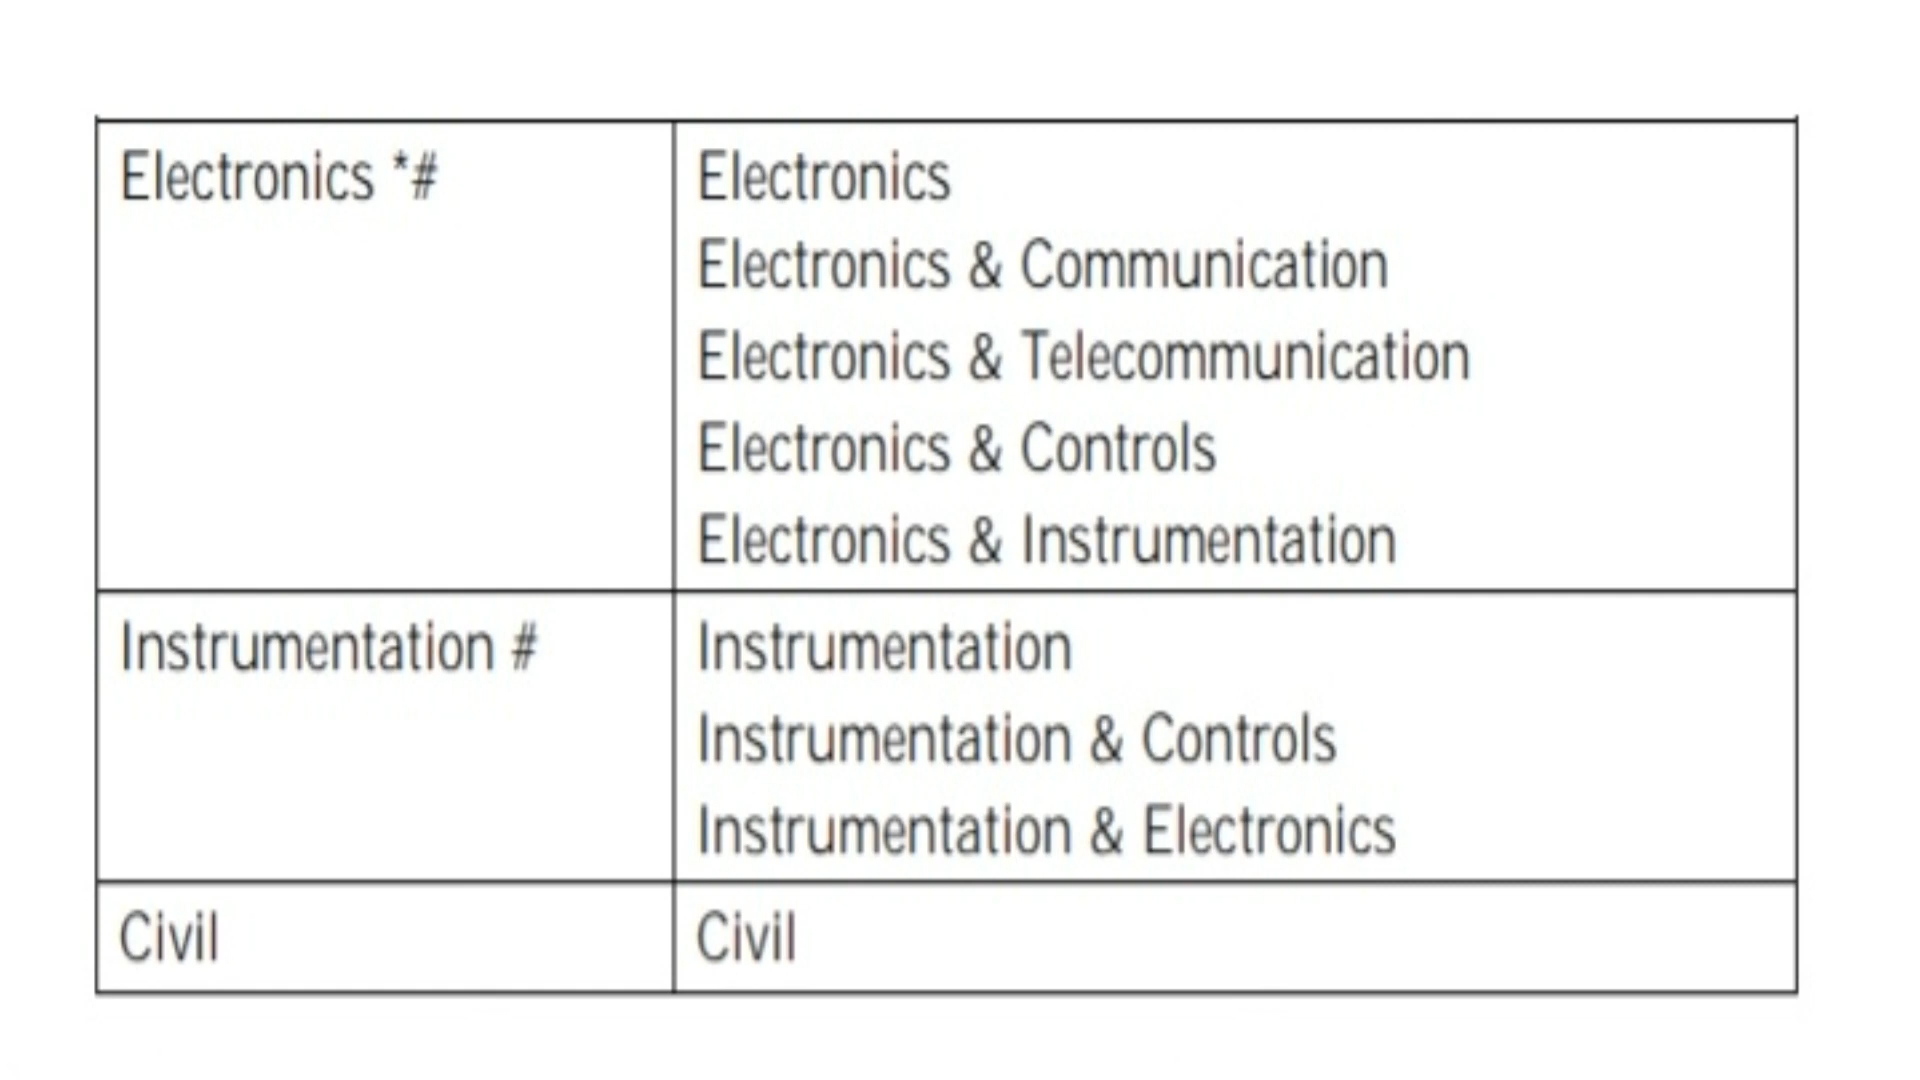 Electronics *#
Electronics
Electronics & Communication
Electronics & Telecommunication
Electronics & Controls
Electronics & Instrumentation
Instrumentation #
Instrumentation
Instrumentation & Controls
Instrumentation & Electronics
Civil
Civil